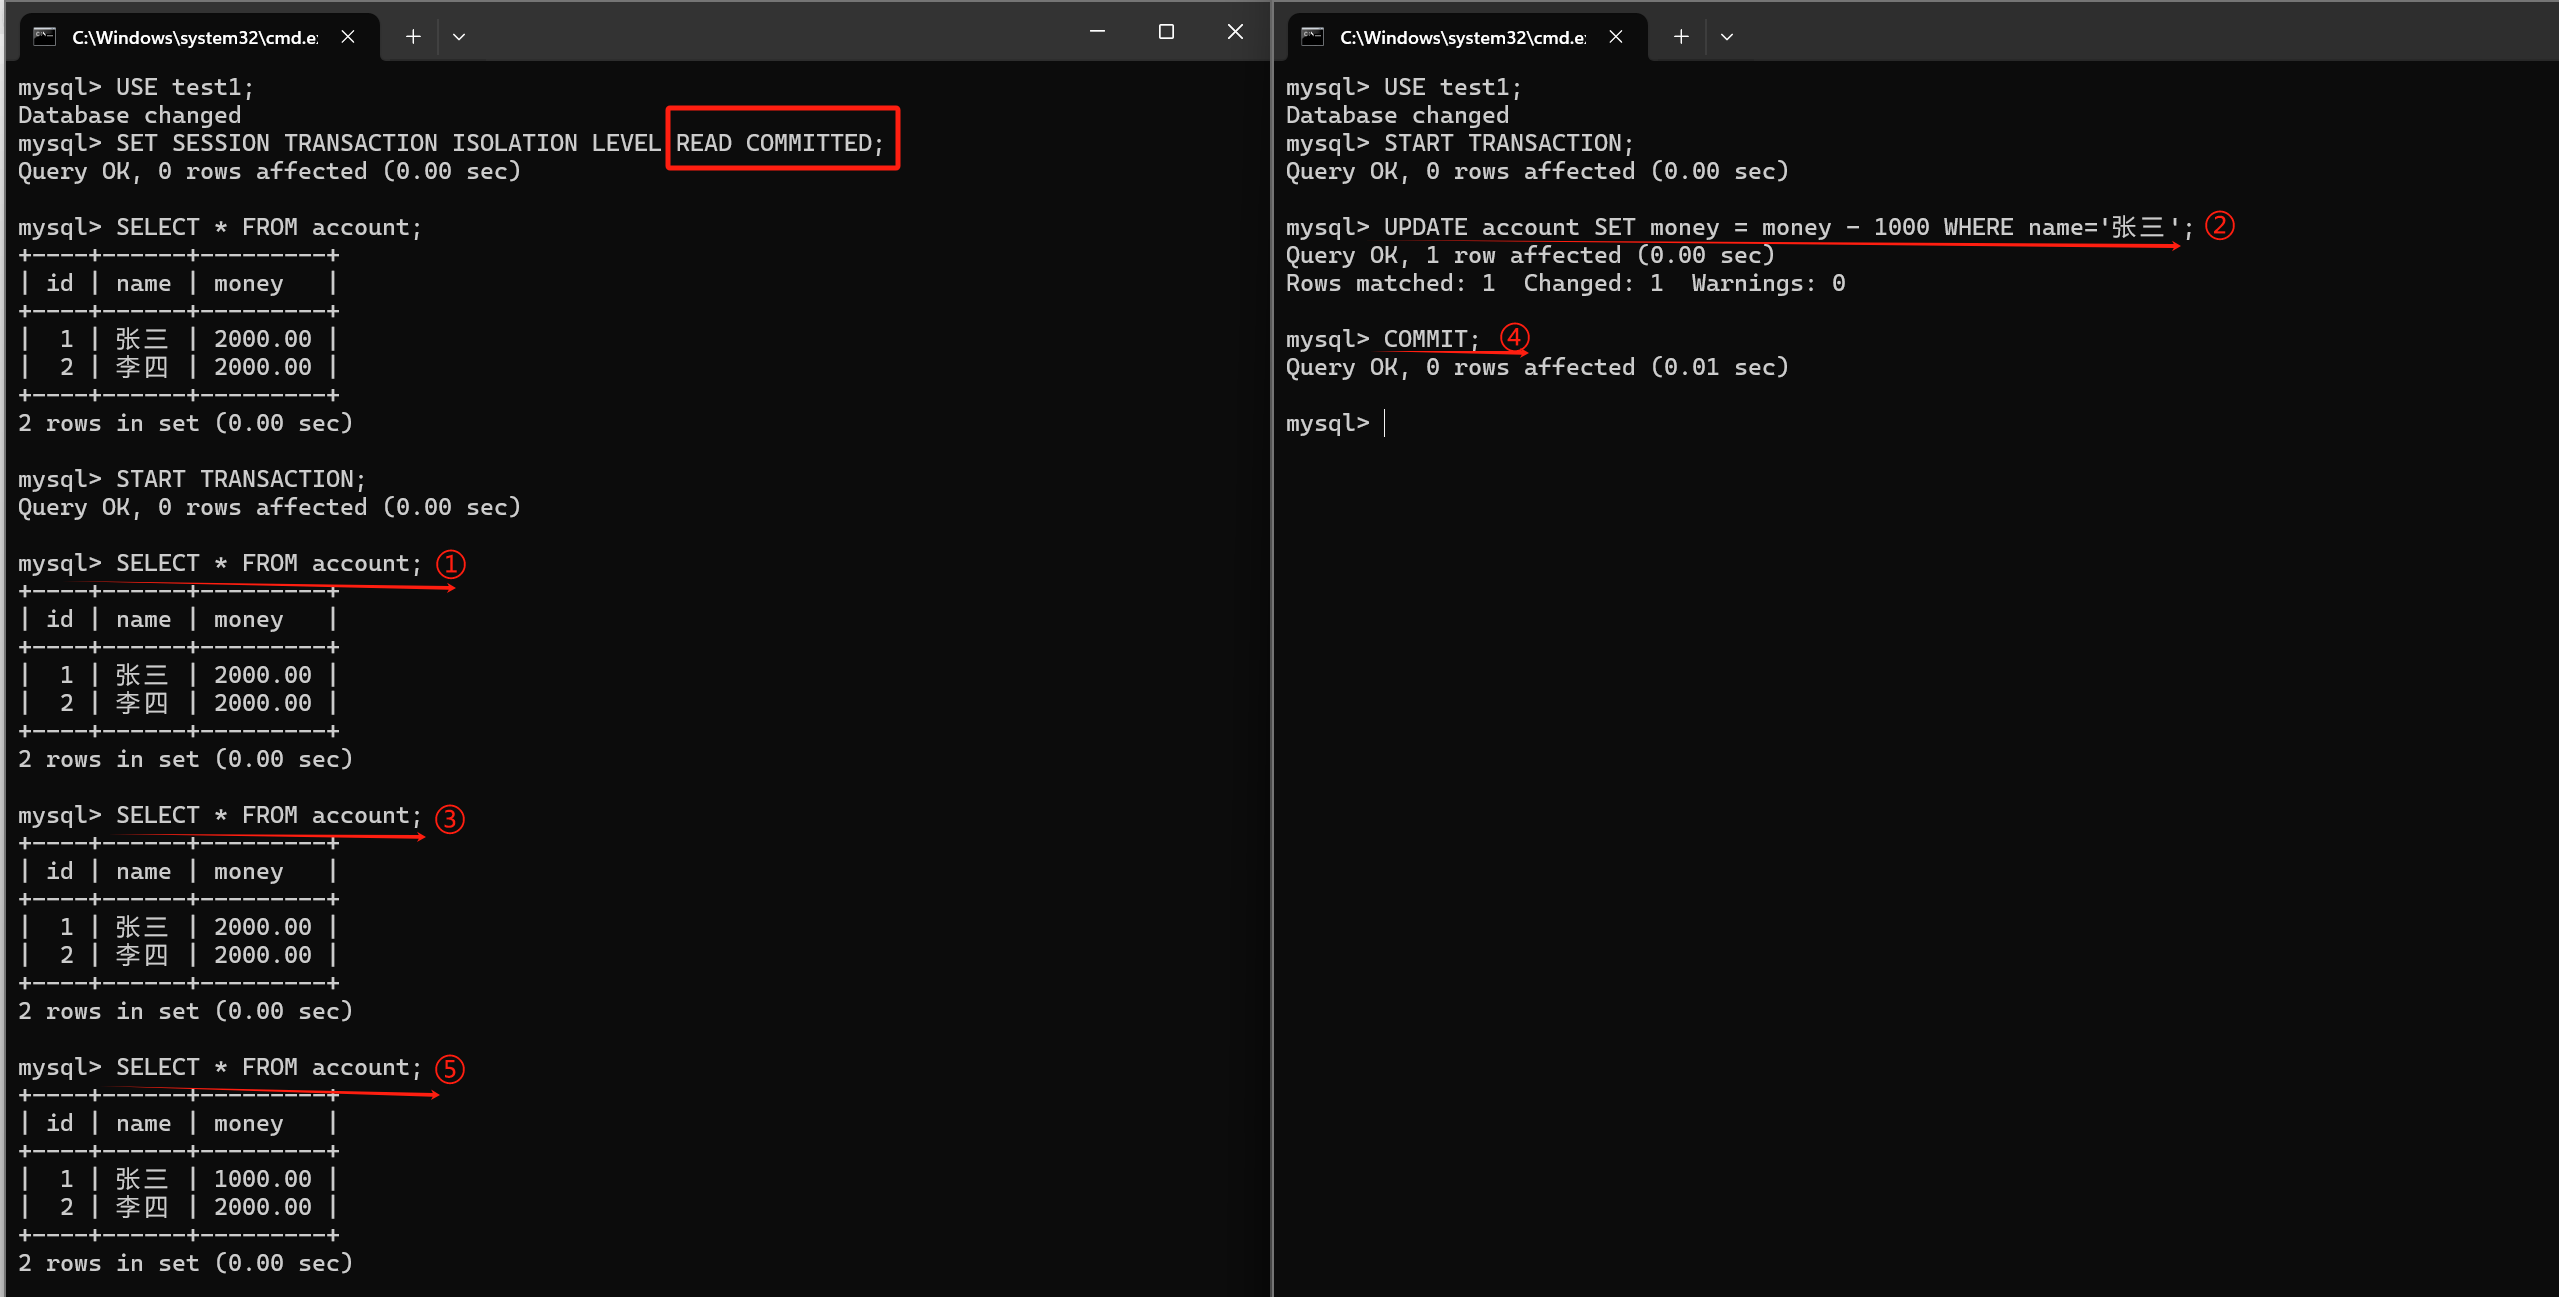 C:\Windows\system32\cmd.e
mysql> USE test1;
Database changed
mysql> SET SESSION TRANSACTION ISOLATION LEVEL READ COMMITTED;
Query OK, 0 rows affected (0.00 sec)
mysql> SELECT * FROM account;
+----+------+---------+
| id | name | money   |
+----+------+---------+
|  1 | 张三 | 2000.00 |
|  2 | 李四 | 2000.00 |
+----+------+---------+
2 rows in set (0.00 sec)
mysql> START TRANSACTION;
Query OK, 0 rows affected (0.00 sec)
mysql> SELECT * FROM account; ①
+----+------+---------+
| id | name | money   |
+----+------+---------+
|  1 | 张三 | 2000.00 |
|  2 | 李四 | 2000.00 |
+----+------+---------+
2 rows in set (0.00 sec)
mysql> SELECT * FROM account; ③
+----+------+---------+
| id | name | money   |
+----+------+---------+
|  1 | 张三 | 2000.00 |
|  2 | 李四 | 2000.00 |
+----+------+---------+
2 rows in set (0.00 sec)
mysql> SELECT * FROM account; ⑤
+----+------+---------+
| id | name | money   |
+----+------+---------+
|  1 | 张三 | 1000.00 |
|  2 | 李四 | 2000.00 |
+----+------+---------+
2 rows in set (0.00 sec)
C:\Windows\system32\cmd.e
mysql> USE test1;
Database changed
mysql> START TRANSACTION;
Query OK, 0 rows affected (0.00 sec)
mysql> UPDATE account SET money = money - 1000 WHERE name='张三'; ②
Query OK, 1 row affected (0.00 sec)
Rows matched: 1  Changed: 1  Warnings: 0
mysql> COMMIT; ④
Query OK, 0 rows affected (0.01 sec)
mysql>